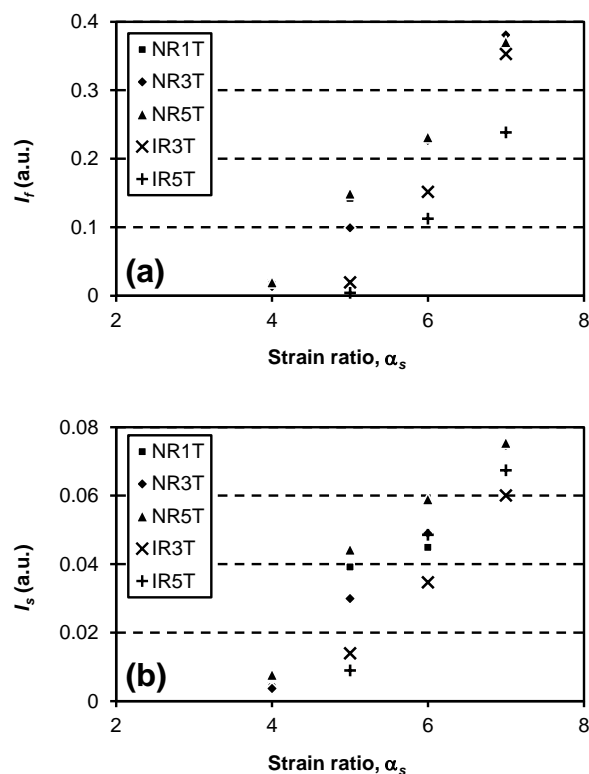 0.4
0.3
0.2
0.1
0
I_f (a.u.)
NR1T
NR3T
NR5T
IR3T
IR5T
(a)
2 4 6 8
Strain ratio, α_s
0.08
0.06
0.04
0.02
0
I_s (a.u.)
NR1T
NR3T
NR5T
IR3T
IR5T
(b)
2 4 6 8
Strain ratio, α_s